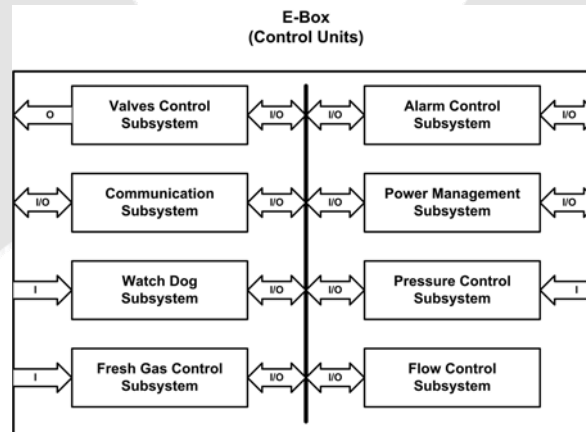 E-Box
(Control Units)
O
Valves Control
Subsystem
I/O
I/O
Alarm Control
Subsystem
I/O
I/O
Communication
Subsystem
I/O
I/O
Power Management
Subsystem
I/O
I
Watch Dog
Subsystem
I/O
I/O
Pressure Control
Subsystem
I
I
Fresh Gas Control
Subsystem
I/O
I/O
Flow Control
Subsystem